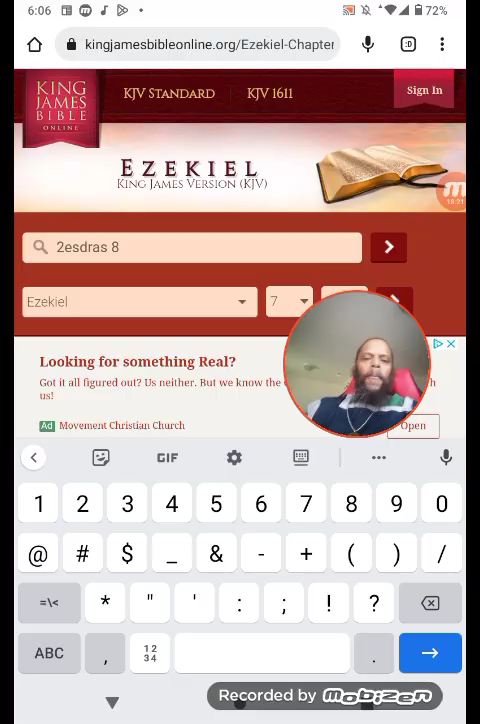 6:06 72%
kingjamesbibleonline.org/Ezekiel-Chapter
KING JAMES BIBLE ONLINE
KJV STANDARD
KJV 1611
Sign In
EZEKIEL
KING JAMES VERSION (KJV)
18:21
2esdras 8
Ezekiel 7
Looking for something Real?
Got it all figured out? Us neither. But we know the
us!
Ad Movement Christian Church
Open
GIF
1 2 3 4 5 6 7 8 9 0
@ # $ _ & - + ( ) /
=\< * " ' : ; ! ?
ABC , 12 34 .
Recorded by Mobizen